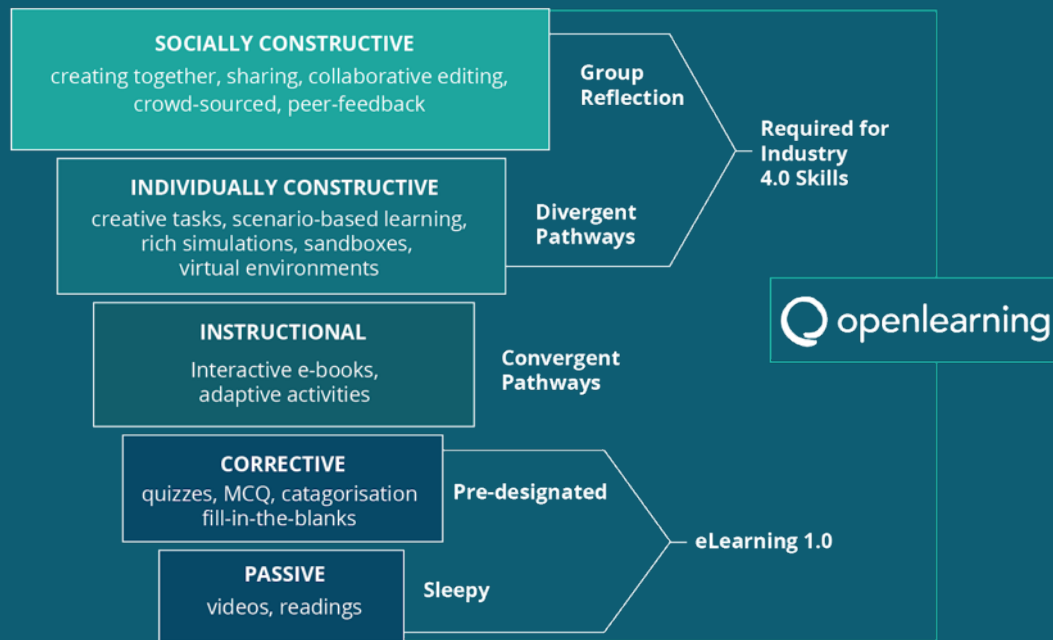 SOCIALLY CONSTRUCTIVE
creating together, sharing, collaborative editing,
crowd-sourced, peer-feedback
Group
Reflection
Required for
Industry
4.0 Skills
INDIVIDUALLY CONSTRUCTIVE
creative tasks, scenario-based learning,
rich simulations, sandboxes,
virtual environments
Divergent
Pathways
openlearning
INSTRUCTIONAL
Interactive e-books,
adaptive activities
Convergent
Pathways
CORRECTIVE
quizzes, MCQ, catagorisation
fill-in-the-blanks
Pre-designated
eLearning 1.0
PASSIVE
videos, readings
Sleepy